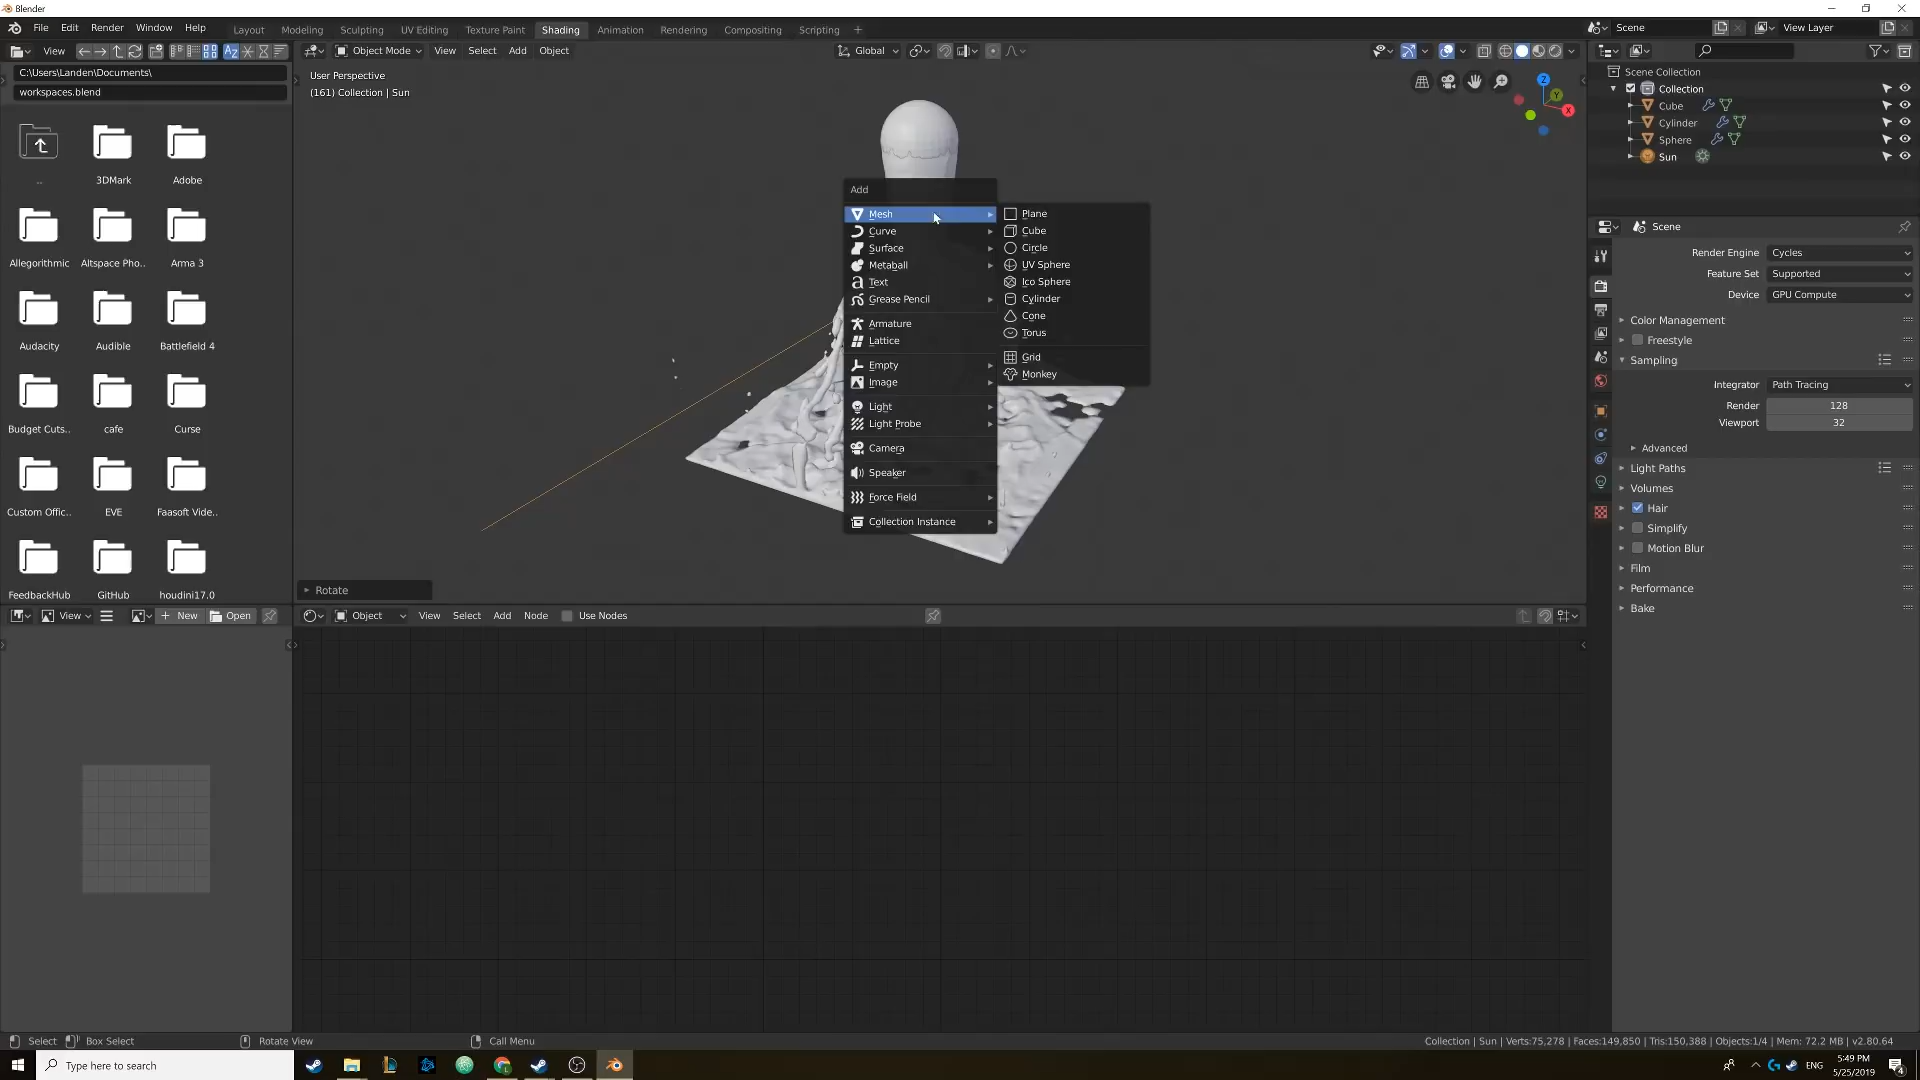 Blender
File Edit Render Window Help
Layout Modeling Sculpting UV Editing Texture Paint Shading Animation Rendering Compositing Scripting +
Scene
View Layer
View
C:\Users\Landen\Documents\
workspaces.blend
..
3DMark
Adobe
Allegorithmic
Altspace Pho..
Arma 3
Audacity
Audible
Battlefield 4
Budget Cuts..
cafe
Curse
Custom Offic..
EVE
Faasoft Vide..
FeedbackHub
GitHub
houdini17.0
Object Mode View Select Add Object
Global
User Perspective
(161) Collection | Sun
Z
Y
X
Add
Mesh
Curve
Surface
Metaball
Text
Grease Pencil
Armature
Lattice
Empty
Image
Light
Light Probe
Camera
Speaker
Force Field
Collection Instance
Plane
Cube
Circle
UV Sphere
Ico Sphere
Cylinder
Cone
Torus
Grid
Monkey
Rotate
Scene Collection
Collection
Cube
Cylinder
Sphere
Sun
Scene
Render Engine Cycles
Feature Set Supported
Device GPU Compute
Color Management
Freestyle
Sampling
Integrator Path Tracing
Render 128
Viewport 32
Advanced
Light Paths
Volumes
Hair
Simplify
Motion Blur
Film
Performance
Bake
View + New Open
Object View Select Add Node Use Nodes
Select Box Select Rotate View Call Menu
Collection | Sun | Verts:75,278 | Faces:149,850 | Tris:150,388 | Objects:1/4 | Mem: 72.2 MB | v2.80.64
Type here to search
ENG
5:49 PM
5/25/2019
4